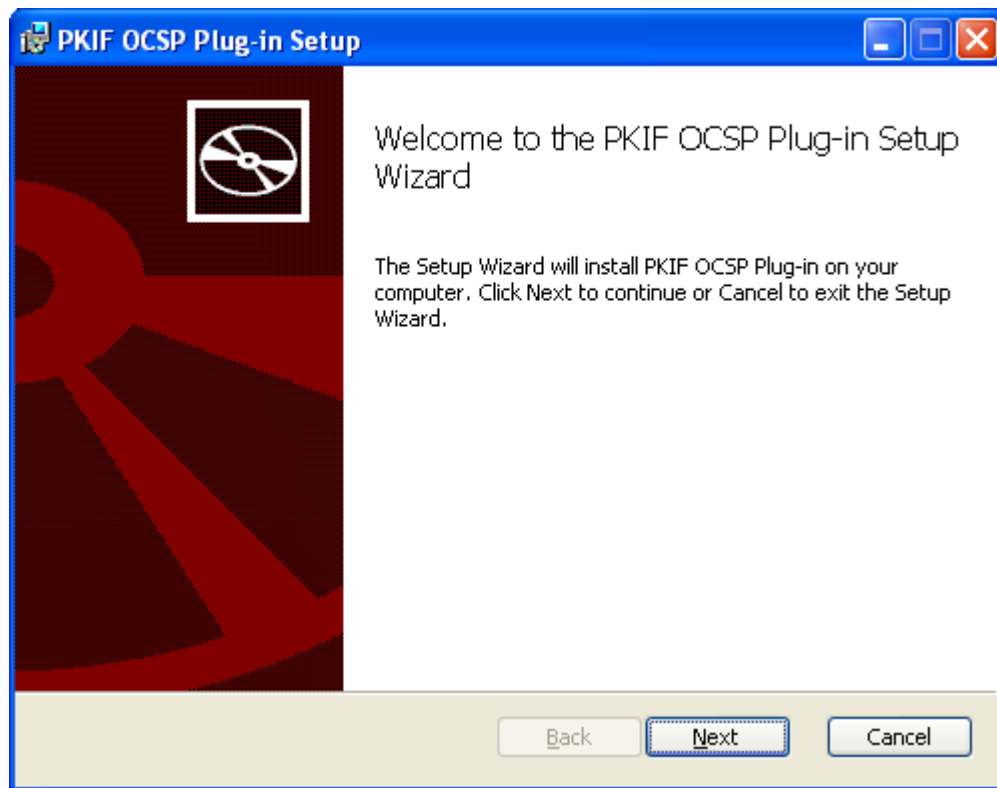 PKIF OCSP Plug-in Setup
Welcome to the PKIF OCSP Plug-in Setup
Wizard
The Setup Wizard will install PKIF OCSP Plug-in on your
computer. Click Next to continue or Cancel to exit the Setup
Wizard.
Back Next Cancel